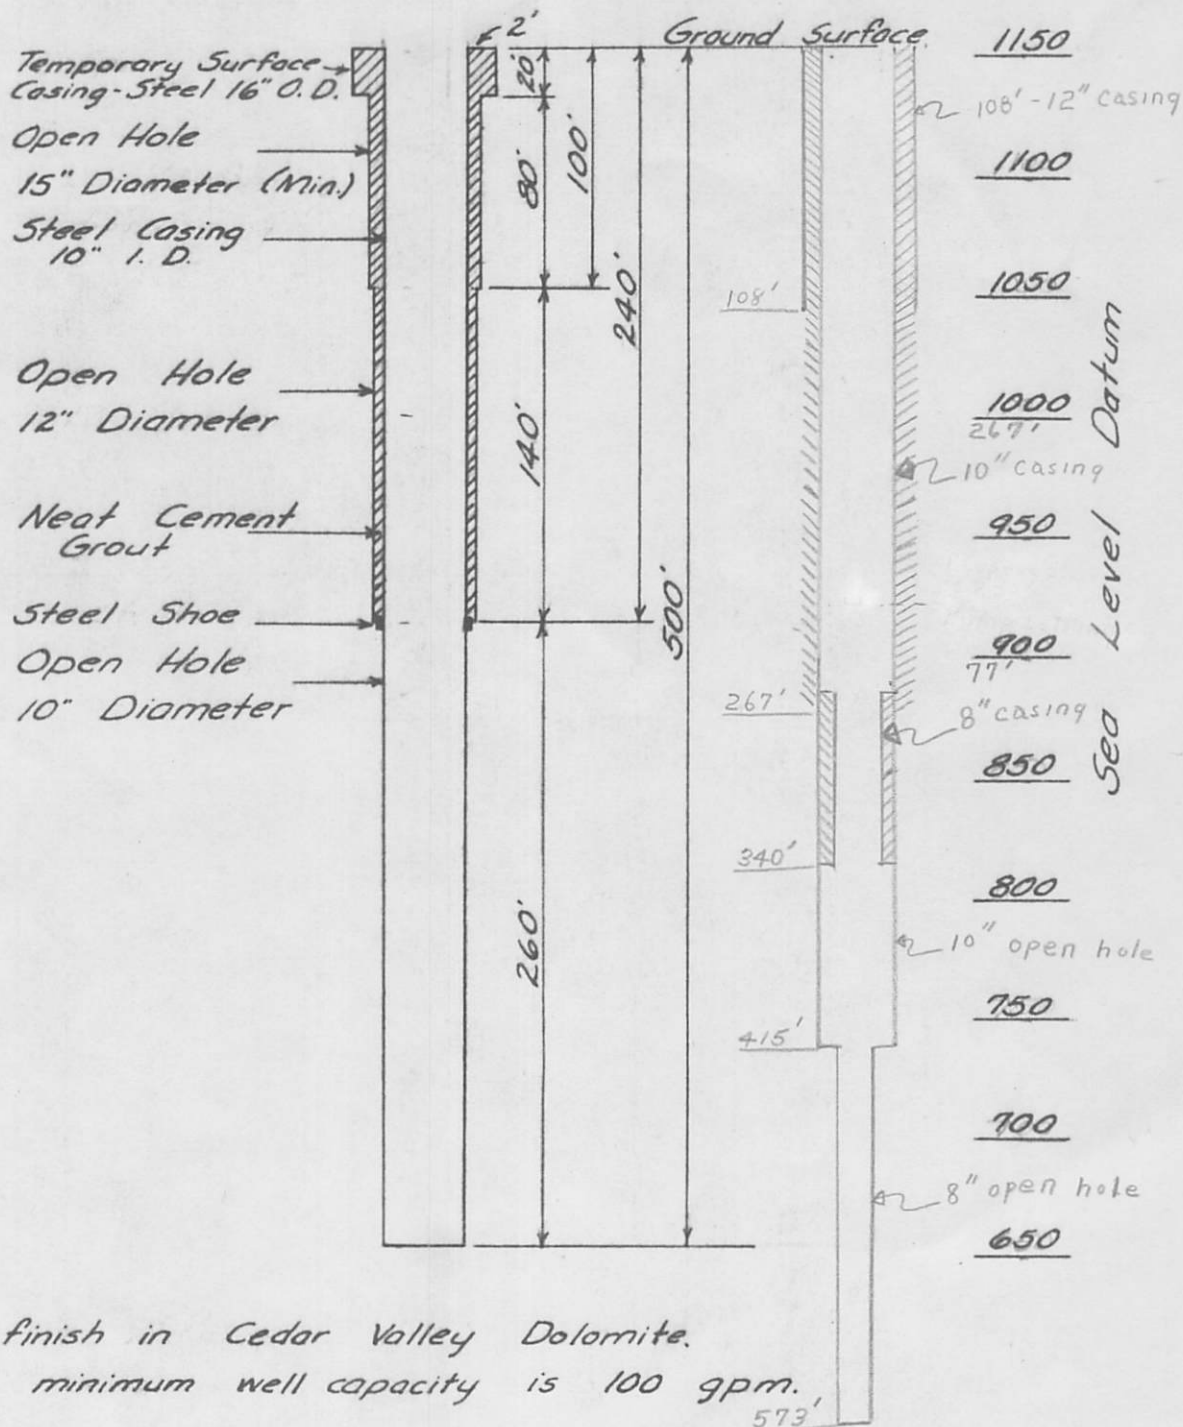 Temporary Surface
Casing-Steel 16" O.D.
Open Hole
15" Diameter (Min.)
Steel Casing
10" I. D.
Open Hole
12" Diameter
Neat Cement
Grout
Steel Shoe
Open Hole
10" Diameter
2'
20'
80'
100'
240'
140'
500'
260'
Ground Surface
108'-12" casing
108'
267'
10" casing
77'
8" casing
267'
340'
10" open hole
415'
8" open hole
573'
1150
1100
1050
1000
950
900
850
800
750
700
650
Sea Level Datum
finish in Cedar Valley Dolomite.
minimum well capacity is 100 gpm.